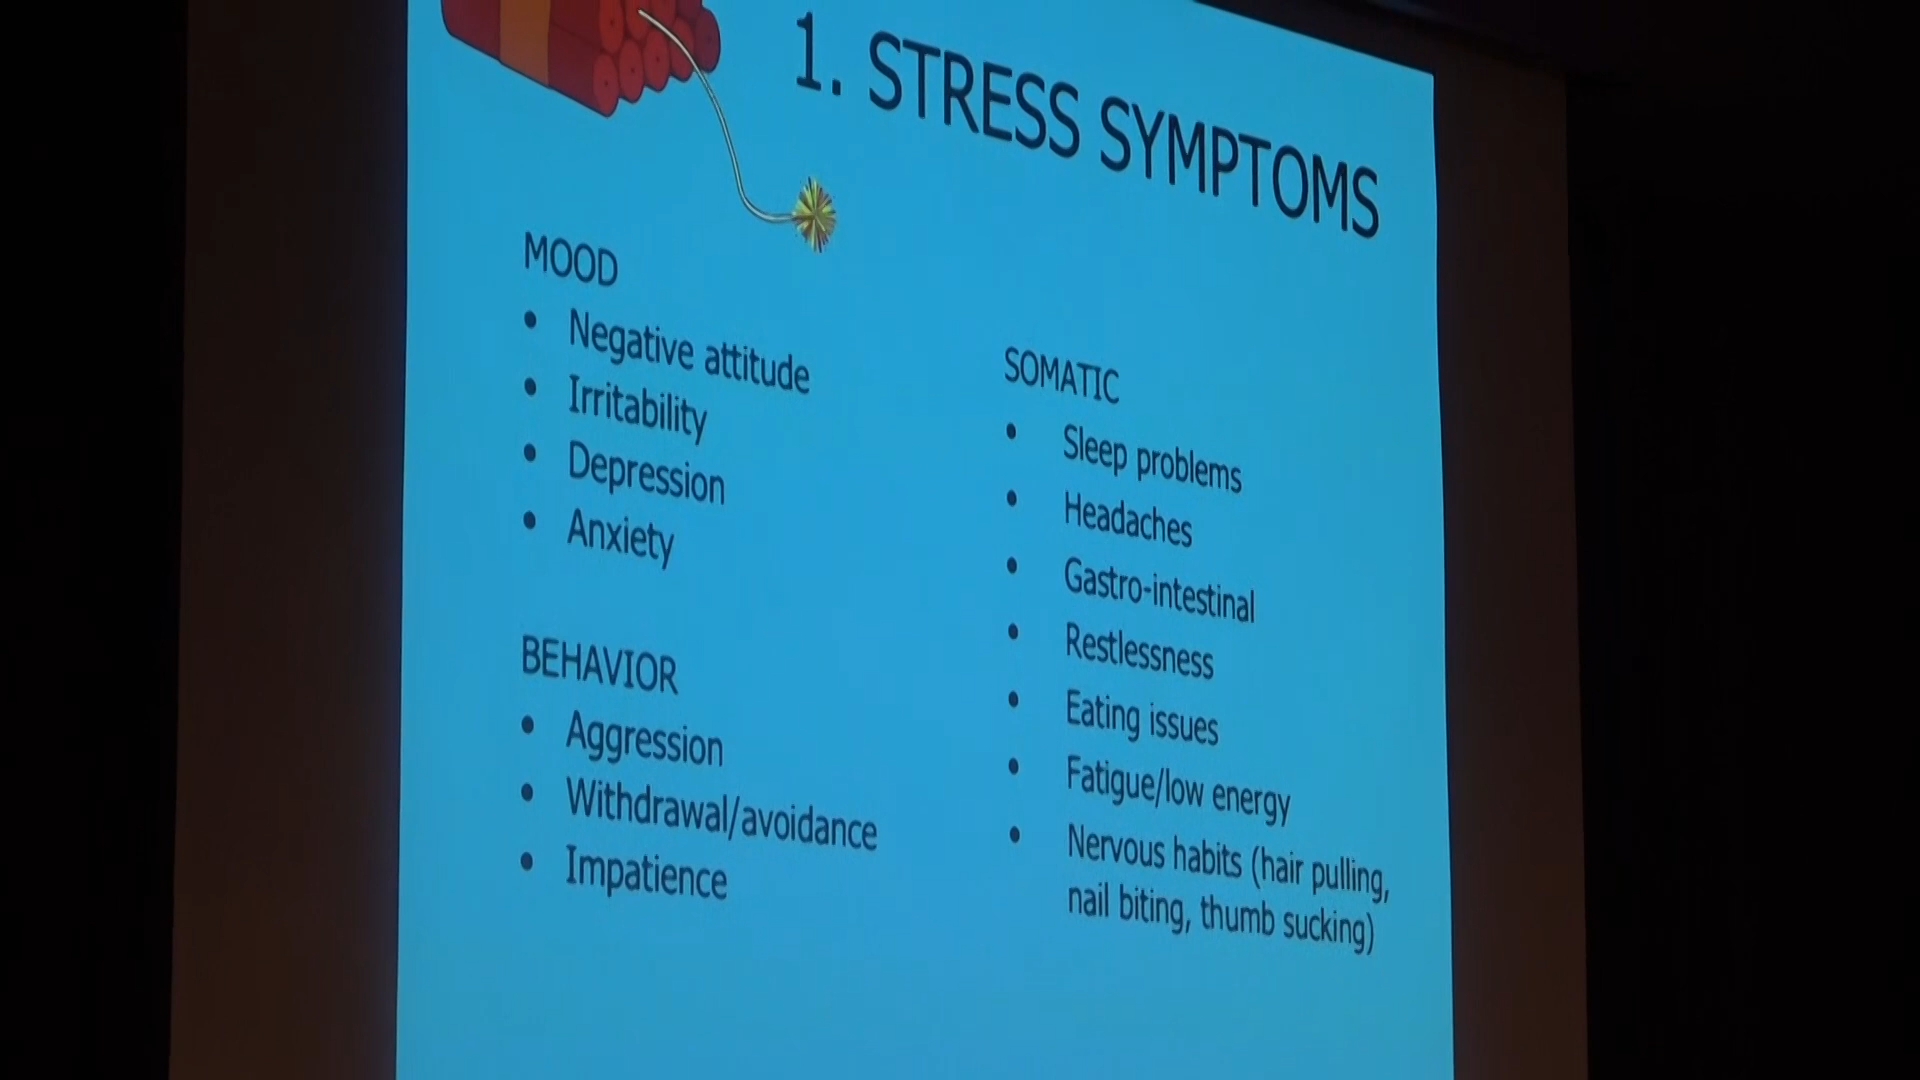 1. STRESS SYMPTOMS
MOOD
• Negative attitude
• Irritability
• Depression
• Anxiety
BEHAVIOR
• Aggression
• Withdrawal/avoidance
• Impatience
SOMATIC
• Sleep problems
• Headaches
• Gastro-intestinal
• Restlessness
• Eating issues
• Fatigue/low energy
• Nervous habits (hair pulling,
nail biting, thumb sucking)